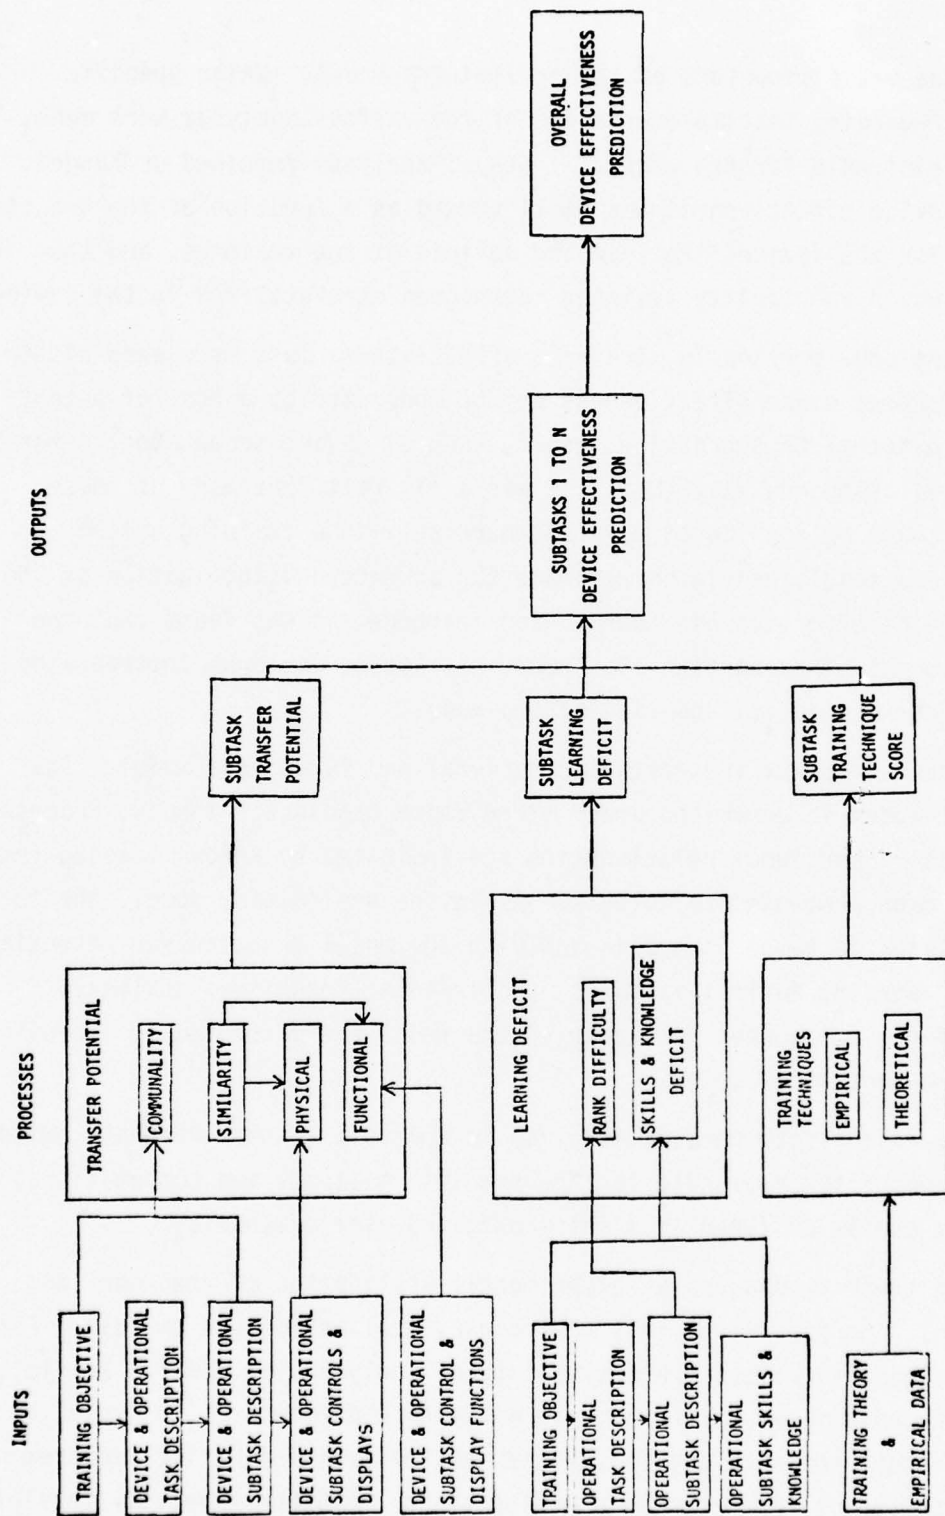 INPUTS
PROCESSES
OUTPUTS
TRAINING OBJECTIVE
DEVICE & OPERATIONAL
TASK DESCRIPTION
DEVICE & OPERATIONAL
SUBTASK DESCRIPTION
DEVICE & OPERATIONAL
SUBTASK CONTROLS &
DISPLAYS
DEVICE & OPERATIONAL
SUBTASK CONTROL &
DISPLAY FUNCTIONS
TRANSFER POTENTIAL
COMMUNALITY
SIMILARITY
PHYSICAL
FUNCTIONAL
SUBTASK
TRANSFER
POTENTIAL
TRAINING OBJECTIVE
OPERATIONAL
TASK DESCRIPTION
OPERATIONAL
SUBTASK DESCRIPTION
OPERATIONAL
SUBTASK SKILLS &
KNOWLEDGE
LEARNING DEFICIT
RANK DIFFICULTY
SKILLS & KNOWLEDGE
DEFICIT
SUBTASK
LEARNING
DEFICIT
SUBTASKS 1 TO N
DEVICE EFFECTIVENESS
PREDICTION
OVERALL
DEVICE EFFECTIVENESS
PREDICTION
TRAINING THEORY
&
EMPIRICAL DATA
TRAINING
TECHNIQUES
EMPIRICAL
THEORETICAL
SUBTASK
TRAINING
TECHNIQUE
SCORE